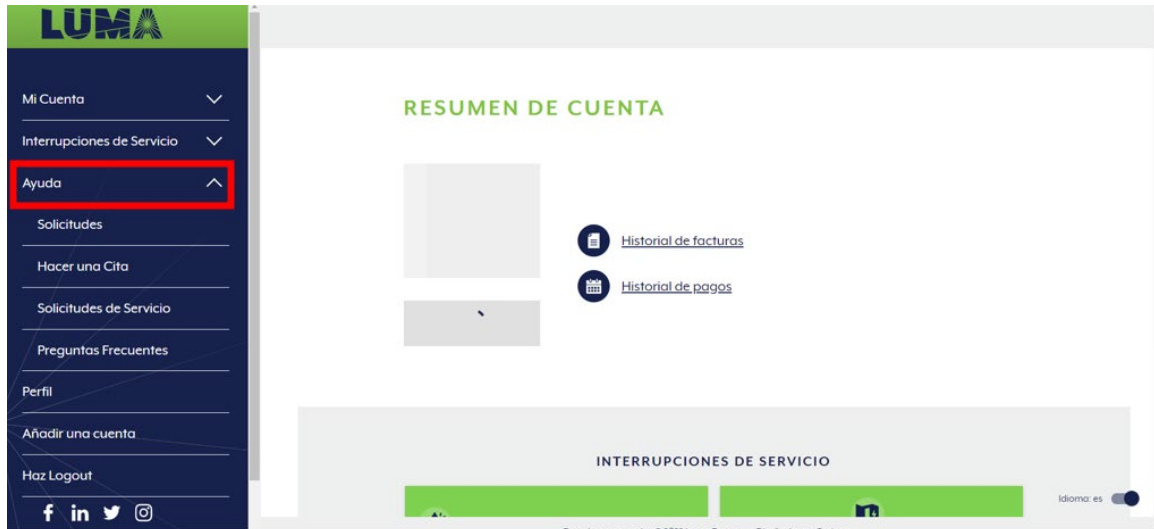 LUMA
Mi Cuenta
Interrupciones de Servicio
Ayuda
Solicitudes
Hacer una Cita
Solicitudes de Servicio
Preguntas Frecuentes
Perfil
Añadir una cuenta
Haz Logout
RESUMEN DE CUENTA
Historial de facturas
Historial de pagos
INTERRUPCIONES DE SERVICIO
Idioma: es